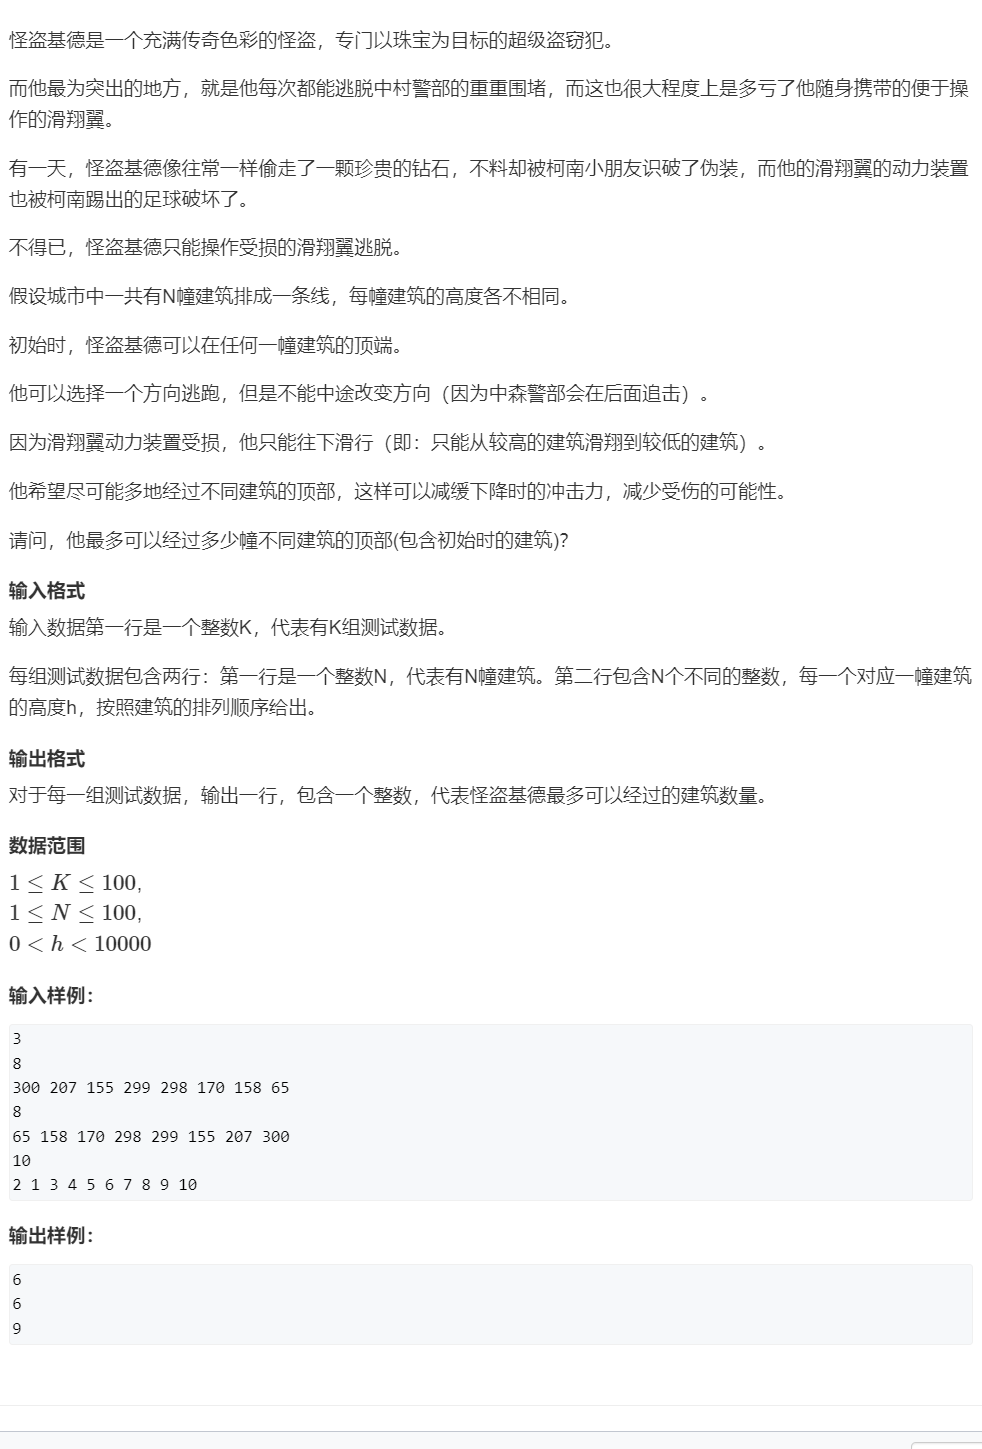 怪盗基德是一个充满传奇色彩的怪盗，专门以珠宝为目标的超级盗窃犯。
而他最为突出的地方，就是他每次都能逃脱中村警部的重重围堵，而这也很大程度上是多亏了他随身携带的便于操
作的滑翔翼。
有一天，怪盗基德像往常一样偷走了一颗珍贵的钻石，不料却被柯南小朋友识破了伪装，而他的滑翔翼的动力装置
也被柯南踢出的足球破坏了。
不得已，怪盗基德只能操作受损的滑翔翼逃脱。
假设城市中一共有N幢建筑排成一条线，每幢建筑的高度各不相同。
初始时，怪盗基德可以在任何一幢建筑的顶端。
他可以选择一个方向逃跑，但是不能中途改变方向（因为中森警部会在后面追击）。
因为滑翔翼动力装置受损，他只能往下滑行（即：只能从较高的建筑滑翔到较低的建筑）。
他希望尽可能多地经过不同建筑的顶部，这样可以减缓下降时的冲击力，减少受伤的可能性。
请问，他最多可以经过多少幢不同建筑的顶部(包含初始时的建筑)?
输入格式
输入数据第一行是一个整数K，代表有K组测试数据。
每组测试数据包含两行：第一行是一个整数N，代表有N幢建筑。第二行包含N个不同的整数，每一个对应一幢建筑
的高度h，按照建筑的排列顺序给出。
输出格式
对于每一组测试数据，输出一行，包含一个整数，代表怪盗基德最多可以经过的建筑数量。
数据范围
1 ≤ K ≤ 100,
1 ≤ N ≤ 100,
0 < h < 10000
输入样例：
3
8
300 207 155 299 298 170 158 65
8
65 158 170 298 299 155 207 300
10
2 1 3 4 5 6 7 8 9 10
输出样例：
6
6
9